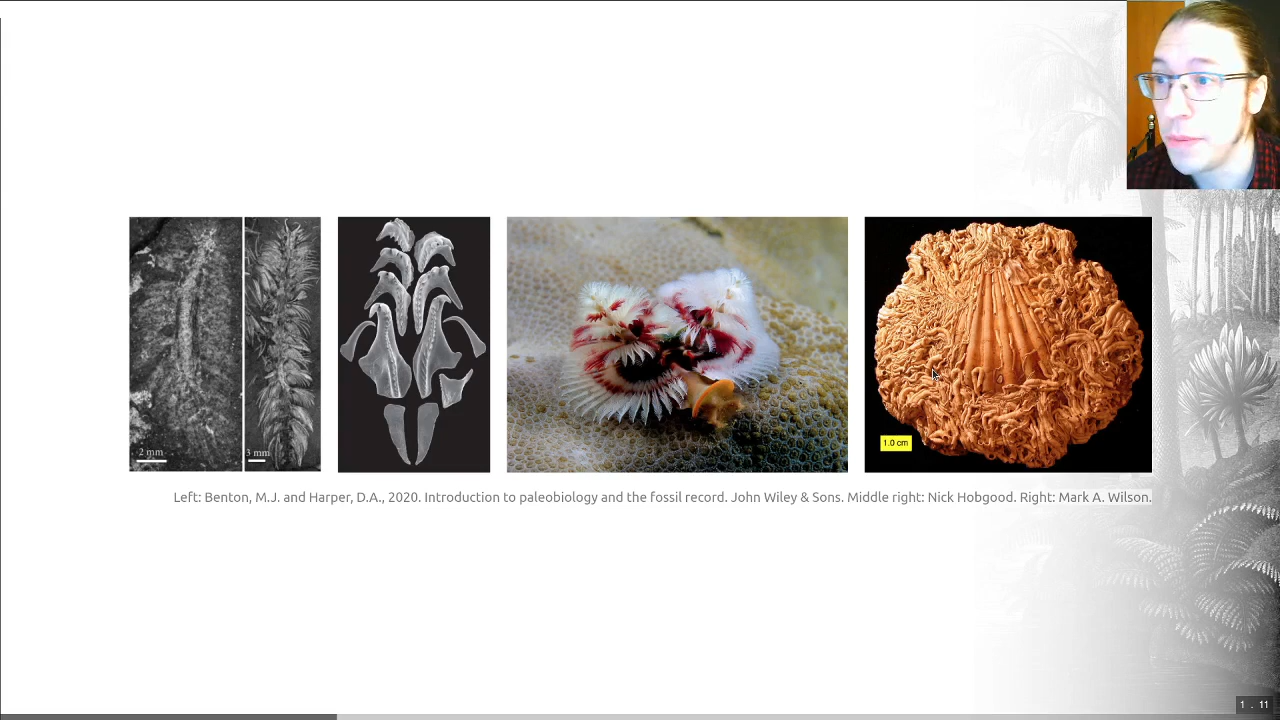 2 mm
3 mm
1.0 cm
Left: Benton, M.J. and Harper, D.A., 2020. Introduction to paleobiology and the fossil record. John Wiley & Sons. Middle right: Nick Hobgood. Right: Mark A. Wilson.
1 . 11